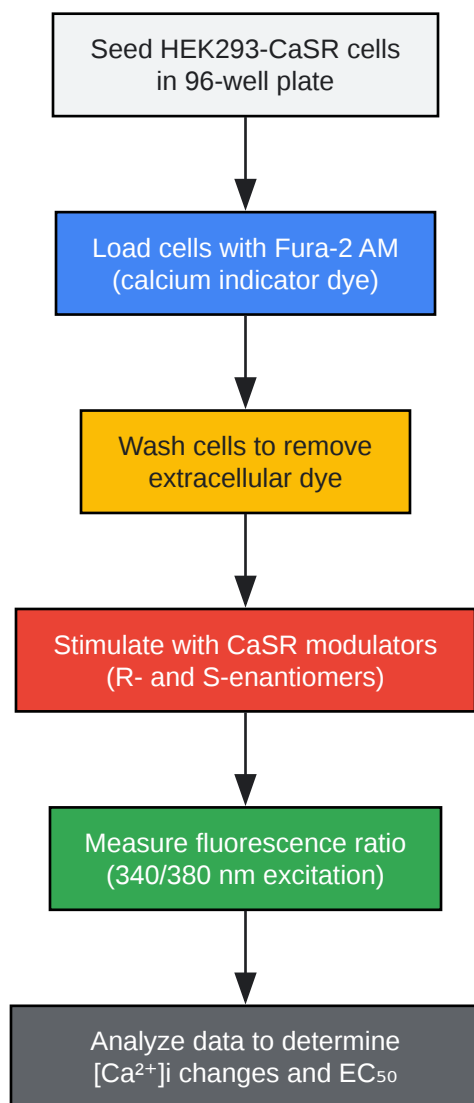 Seed HEK293-CaSR cells
in 96-well plate
Load cells with Fura-2 AM
(calcium indicator dye)
Wash cells to remove
extracellular dye
Stimulate with CaSR modulators
(R- and S-enantiomers)
Measure fluorescence ratio
(340/380 nm excitation)
Analyze data to determine
[Ca²⁺]i changes and EC₅₀